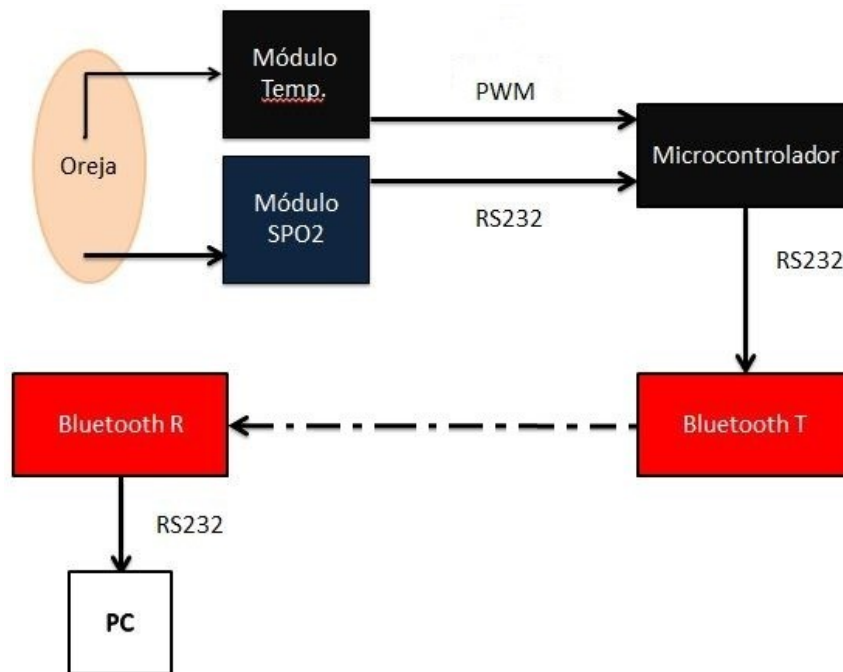 Módulo
Temp.
PWM
Microcontrolador
Oreja
Módulo
SPO2
RS232
RS232
Bluetooth R
Bluetooth T
RS232
PC